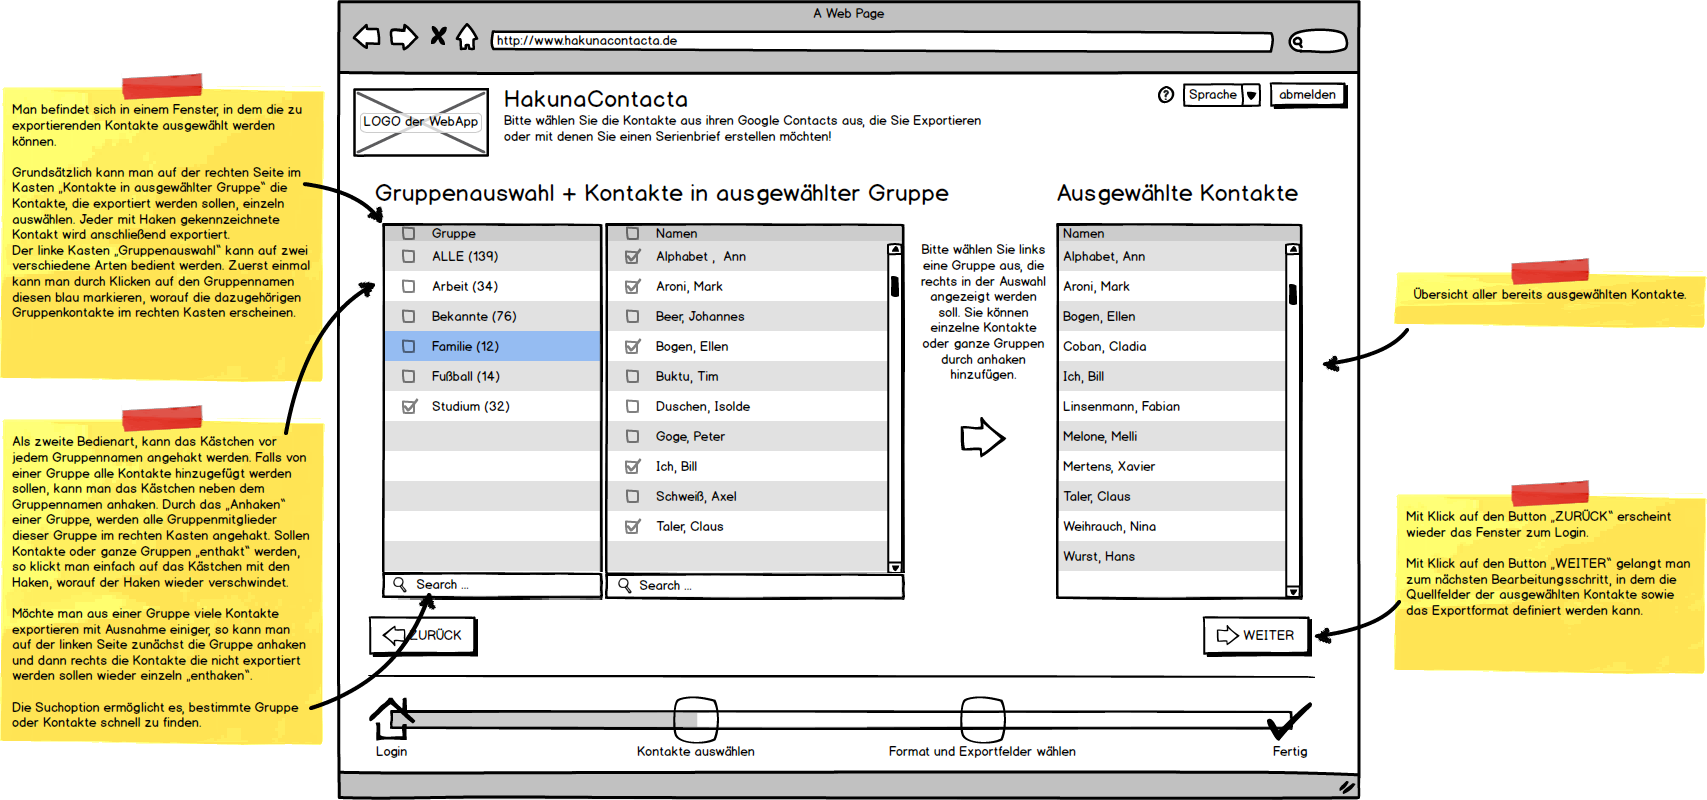 A Web Page
http://www.hakunacontacta.de
LOGO der WebApp
HakunaContacta
Bitte wählen Sie die Kontakte aus ihren Google Contacts aus, die Sie Exportieren
oder mit denen Sie einen Serienbrief erstellen möchten!
?
Sprache
abmelden
Man befindet sich in einem Fenster, in dem die zu
exportierenden Kontakte ausgewählt werden
können.
Grundsätzlich kann man auf der rechten Seite im
Kasten „Kontakte in ausgewählter Gruppe“ die
Kontakte, die exportiert werden sollen, einzeln
auswählen. Jeder mit Haken gekennzeichnete
Kontakt wird anschließend exportiert.
Der linke Kasten „Gruppenauswahl“ kann auf zwei
verschiedene Arten bedient werden. Zuerst einmal
kann man durch Klicken auf den Gruppennamen
diesen blau markieren, worauf die dazugehörigen
Gruppenkontakte im rechten Kasten erscheinen.
Als zweite Bedienart, kann das Kästchen vor
jedem Gruppennamen angehakt werden. Falls von
einer Gruppe alle Kontakte hinzugefügt werden
sollen, kann man das Kästchen neben dem
Gruppennamen anhaken. Durch das „Anhaken“
einer Gruppe, werden alle Gruppenmitglieder
dieser Gruppe im rechten Kasten angehakt. Sollen
Kontakte oder ganze Gruppen „enthakt“ werden,
so klickt man einfach auf das Kästchen mit den
Haken, worauf der Haken wieder verschwindet.
Möchte man aus einer Gruppe viele Kontakte
exportieren mit Ausnahme einiger, so kann man
auf der linken Seite zunächst die Gruppe anhaken
und dann rechts die Kontakte die nicht exportiert
werden sollen wieder einzeln „enthaken“.
Die Suchoption ermöglicht es, bestimmte Gruppe
oder Kontakte schnell zu finden.
Gruppenauswahl + Kontakte in ausgewählter Gruppe
Gruppe
ALLE (139)
Arbeit (34)
Bekannte (76)
Familie (12)
Fußball (14)
Studium (32)
Search ...
Namen
Alphabet , Ann
Aroni, Mark
Beer, Johannes
Bogen, Ellen
Buktu, Tim
Duschen, Isolde
Goge, Peter
Ich, Bill
Schweiß, Axel
Taler, Claus
Search ...
Bitte wählen Sie links
eine Gruppe aus, die
rechts in der Auswahl
angezeigt werden
soll. Sie können
einzelne Kontakte
oder ganze Gruppen
durch anhaken
hinzufügen.
Ausgewählte Kontakte
Namen
Alphabet, Ann
Aroni, Mark
Bogen, Ellen
Coban, Cladia
Ich, Bill
Linsenmann, Fabian
Melone, Melli
Mertens, Xavier
Taler, Claus
Weihrauch, Nina
Wurst, Hans
Übersicht aller bereits ausgewählten Kontakte.
Mit Klick auf den Button „ZURÜCK“ erscheint
wieder das Fenster zum Login.
Mit Klick auf den Button „WEITER“ gelangt man
zum nächsten Bearbeitungsschritt, in dem die
Quellfelder der ausgewählten Kontakte sowie
das Exportformat definiert werden kann.
ZURÜCK
WEITER
Login
Kontakte auswählen
Format und Exportfelder wählen
Fertig